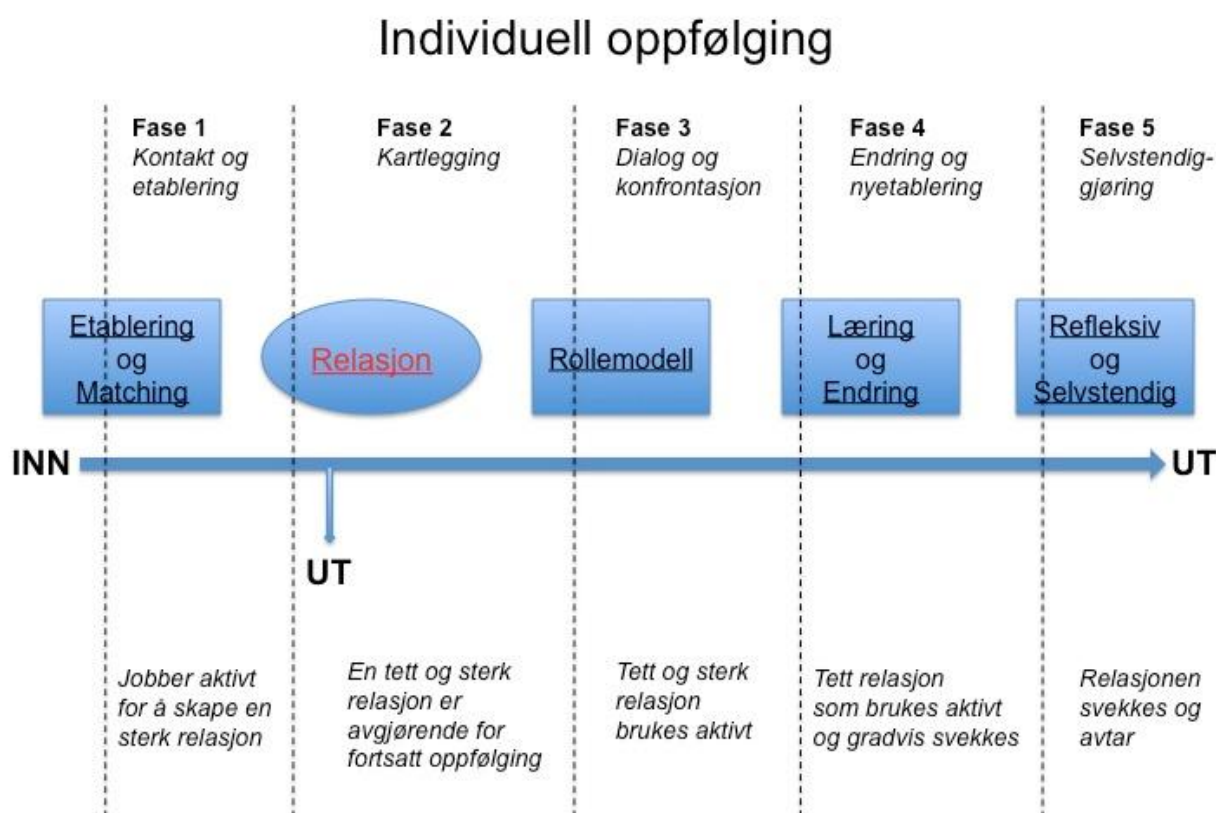 Individuell oppfølging
Fase 1
Kontakt og
etablering
Fase 2
Kartlegging
Fase 3
Dialog og
konfrontasjon
Fase 4
Endring og
nyetablering
Fase 5
Selvstendig-
gjøring
Etablering
og
Matching
Relasjon
Rollemodell
Læring
og
Endring
Refleksiv
og
Selvstendig
INN
UT
UT
Jobber aktivt
for å skape en
sterk relasjon
En tett og sterk
relasjon er
avgjørende for
fortsatt oppfølging
Tett og sterk
relasjon
brukes aktivt
Tett relasjon
som brukes aktivt
og gradvis svekkes
Relasjonen
svekkes og
avtar